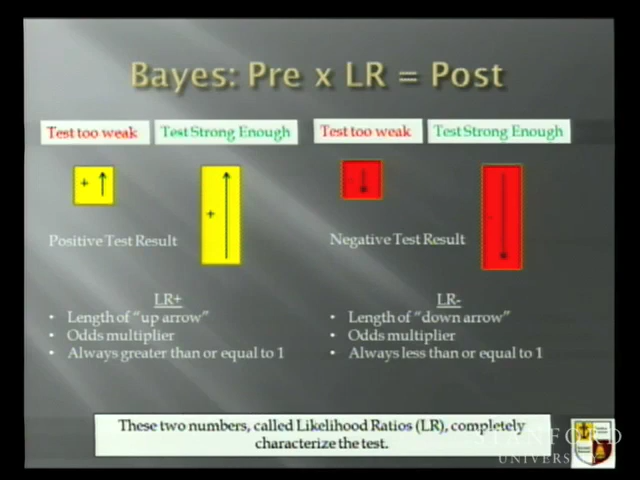 Bayes: Pre x LR = Post
Test too weak
Test Strong Enough
Test too weak
Test Strong Enough
+
+
-
-
Positive Test Result
Negative Test Result
LR+
• Length of "up arrow"
• Odds multiplier
• Always greater than or equal to 1
LR-
• Length of "down arrow"
• Odds multiplier
• Always less than or equal to 1
These two numbers, called Likelihood Ratios (LR), completely
characterize the test.
STANFORD
UNIVERSITY